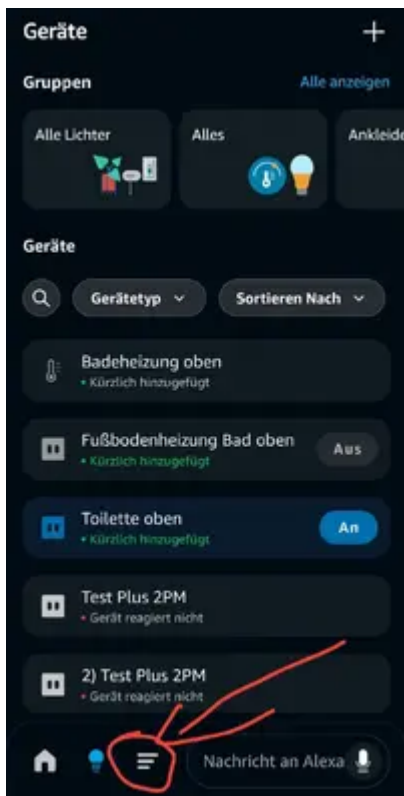 Geräte
Gruppen Alle anzeigen
Alle Lichter Alles Ankleide
Geräte
Gerätetyp Sortieren Nach
Badeheizung oben
• Kürzlich hinzugefügt
Fußbodenheizung Bad oben Aus
• Kürzlich hinzugefügt
Toilette oben An
• Kürzlich hinzugefügt
Test Plus 2PM
• Gerät reagiert nicht
2) Test Plus 2PM
• Gerät reagiert nicht
Nachricht an Alexa